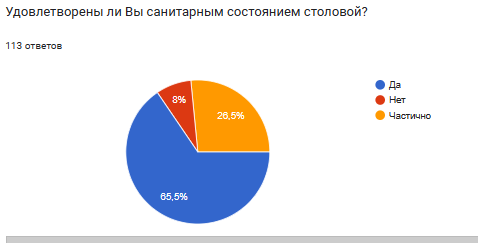 Удовлетворены ли Вы санитарным состоянием столовой?
113 ответов
Да
Нет
Частично
8%
26,5%
65,5%